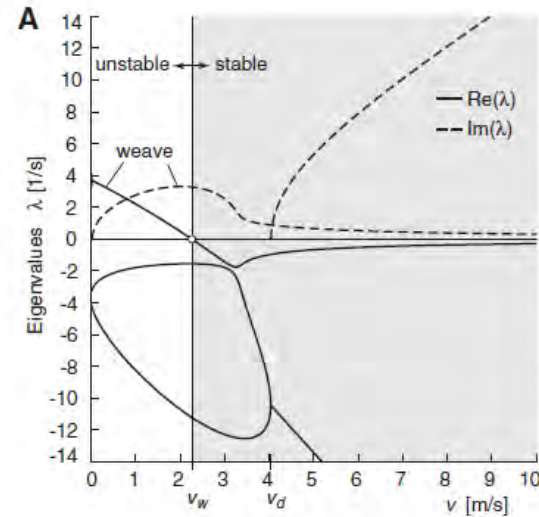 A
14
12
10
8
6
4
2
0
-2
-4
-6
-8
-10
-12
-14
Eigenvalues λ [1/s]
unstable
stable
weave
Re(λ)
Im(λ)
0 1 2 3 4 5 6 7 8 9 10
v_w v_d v [m/s]